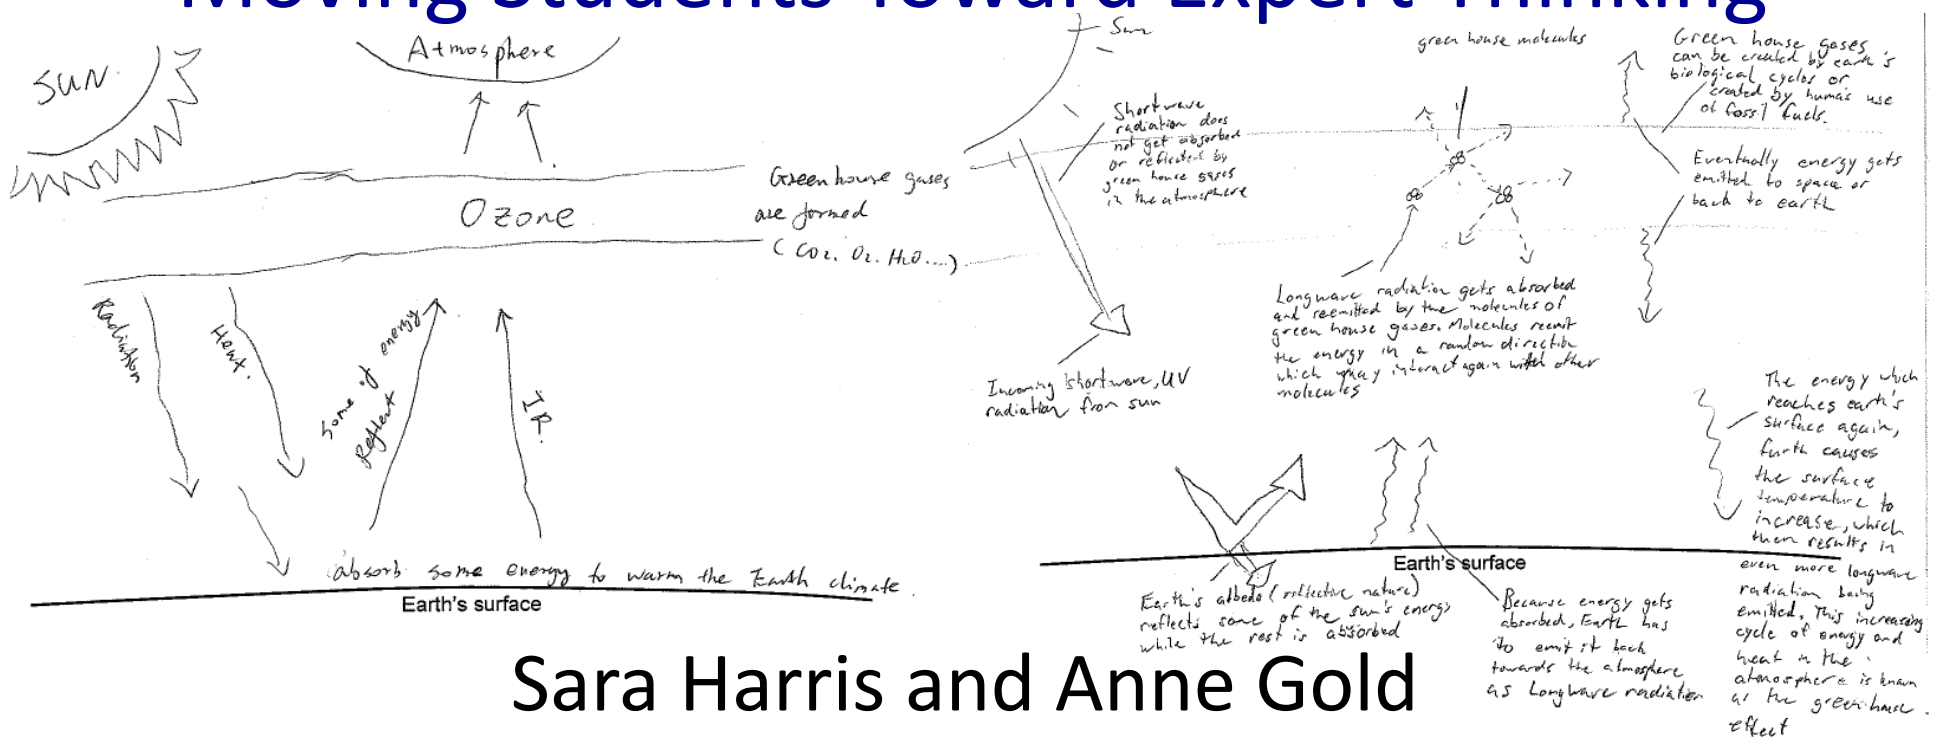 Moving Students Toward Expert Thinking
SUN.
Atmosphere
Green house gases
are formed
(CO2, O2, H2O....)
Ozone
Radiation
Heat.
Some of energy
Reflect
IR.
absorb some energy to warm the Earth climate.
Earth's surface
Sun
Shortwave
radiation does
not get absorbed
or reflected by
green house gases
in the atmosphere
Incoming shortwave, UV
radiation from sun
green house molecules
Longwave radiation gets absorbed
and reemitted by the molecules of
green house gases. Molecules reemit
the energy in a random direction
which may interact again with other
molecules
Green house gases
can be created by earth's
biological cycles or
created by human's use
of fossil fuels.
Eventually energy gets
emitted to space or
back to earth
The energy which
reaches earth's
surface again,
furth causes
the surface
temperature to
increase, which
then results in
even more longwave
radiation being
emitted. This increasing
cycle of energy and
heat in the
atmosphere is known
as the green house
effect
Earth's surface
Earth's albedo (reflective nature)
reflects some of the sun's energy
while the rest is absorbed
Because energy gets
absorbed, Earth has
to emit it back
towards the atmosphere
as Longwave radiation
Sara Harris and Anne Gold